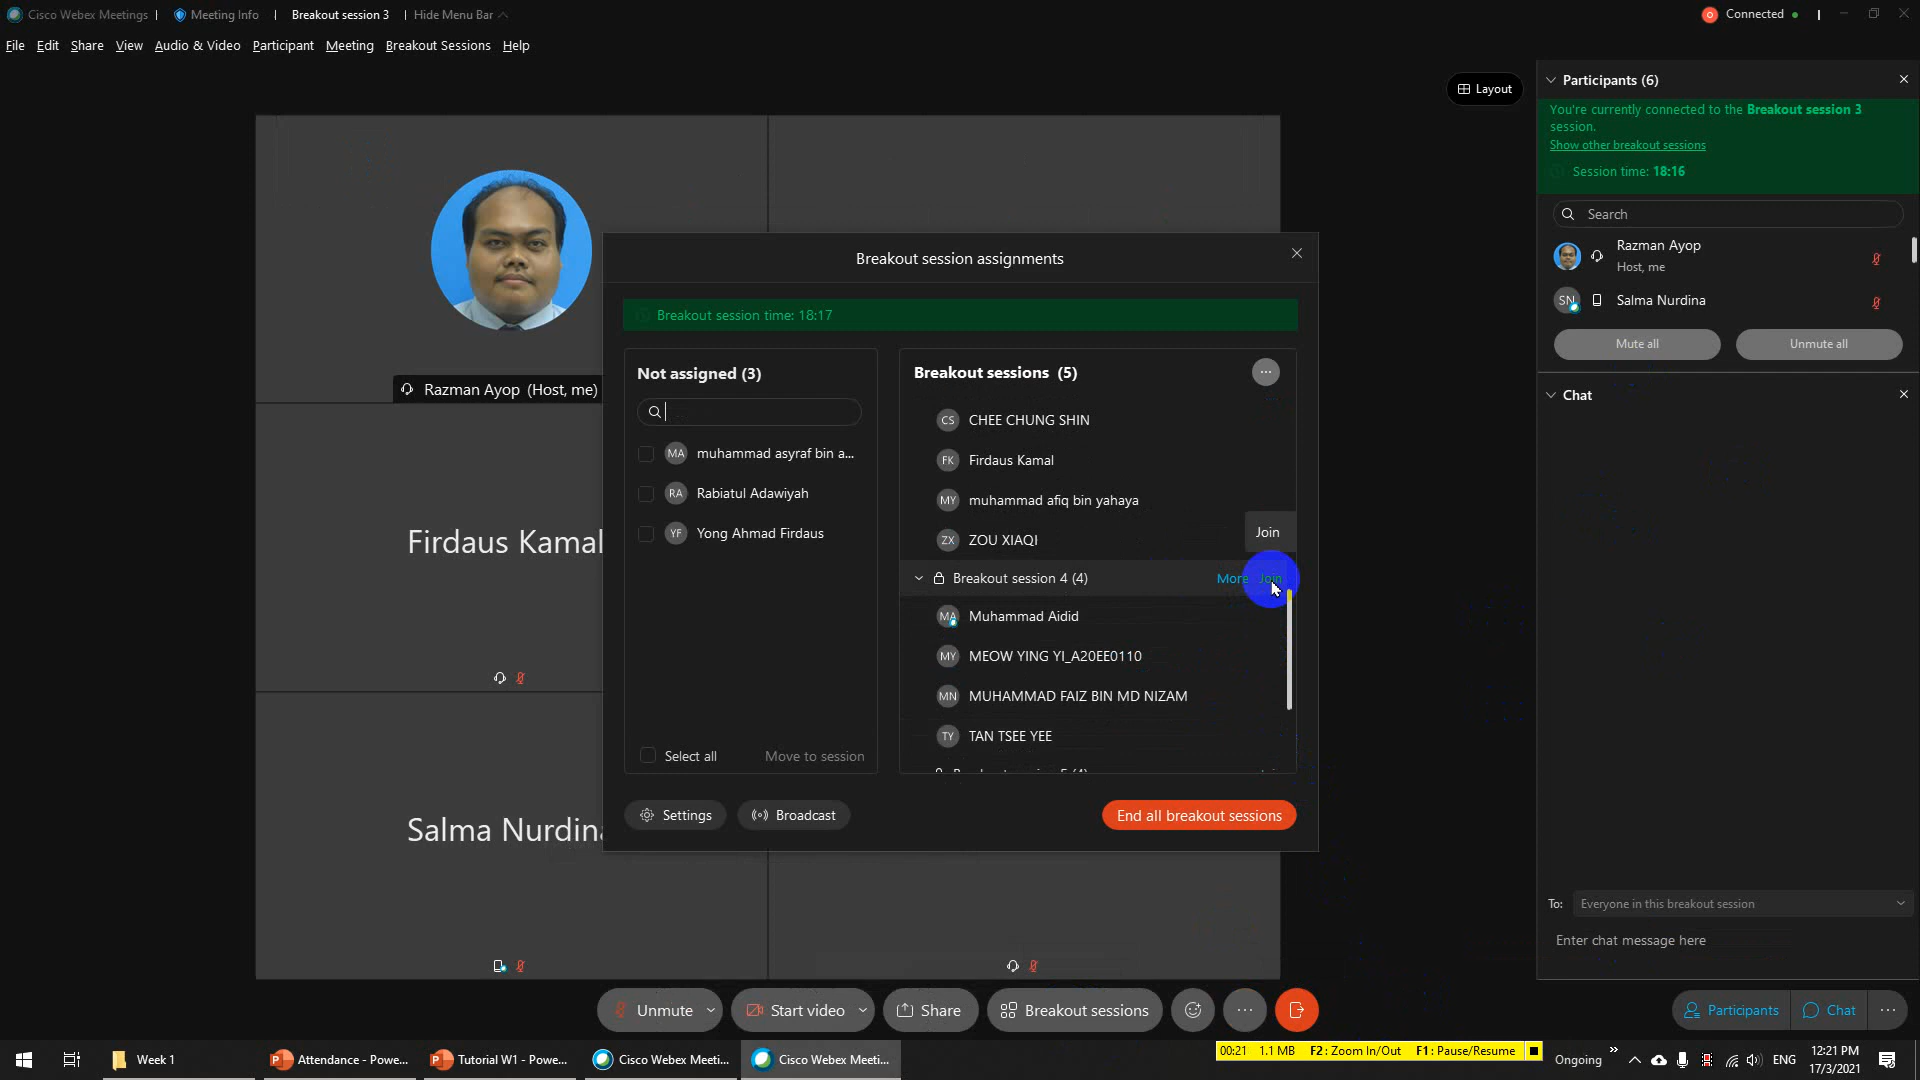 Cisco Webex Meetings | Meeting Info | Breakout session 3 | Hide Menu Bar
Connected
File Edit Share View Audio & Video Participant Meeting Breakout Sessions Help
Layout
Participants (6)
You're currently connected to the Breakout session 3
session.
Show other breakout sessions
Session time: 18:16
Search
Razman Ayop
Host, me
SN Salma Nurdina
Mute all Unmute all
Chat
Razman Ayop (Host, me)
Firdaus Kamal
Salma Nurdina
Breakout session assignments
Breakout session time: 18:17
Not assigned (3)
MA muhammad asyraf bin a...
RA Rabiatul Adawiyah
YF Yong Ahmad Firdaus
Select all Move to session
Breakout sessions (5)
CS CHEE CHUNG SHIN
FK Firdaus Kamal
MY muhammad afiq bin yahaya
ZX ZOU XIAQI
Join
Breakout session 4 (4) More Join
MA Muhammad Aidid
MY MEOW YING YI_A20EE0110
MN MUHAMMAD FAIZ BIN MD NIZAM
TY TAN TSEE YEE
Settings Broadcast End all breakout sessions
To: Everyone in this breakout session
Enter chat message here
Unmute Start video Share Breakout sessions
Participants Chat
Week 1 Attendance - Powe... Tutorial W1 - Powe... Cisco Webex Meeti... Cisco Webex Meeti...
00:21 1.1 MB F2: Zoom In/Out F1: Pause/Resume
Ongoing ENG
12:21 PM
17/3/2021